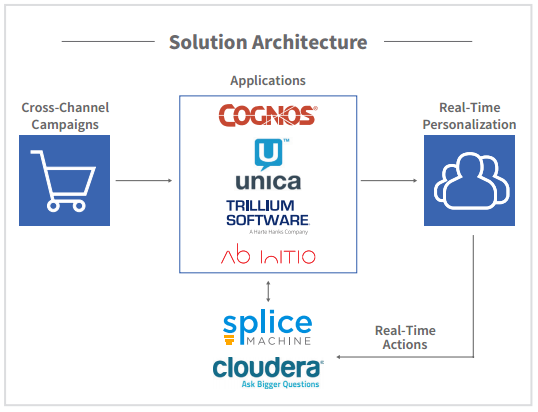 Solution Architecture
Applications
Cross-Channel
Campaigns
COGNOS®
U™
unica
TRILLIUM
SOFTWARE.
A Harte Hanks Company
Ab InITIO
Real-Time
Personalization
splice
MACHINE
cloudera®
Ask Bigger Questions
Real-Time
Actions